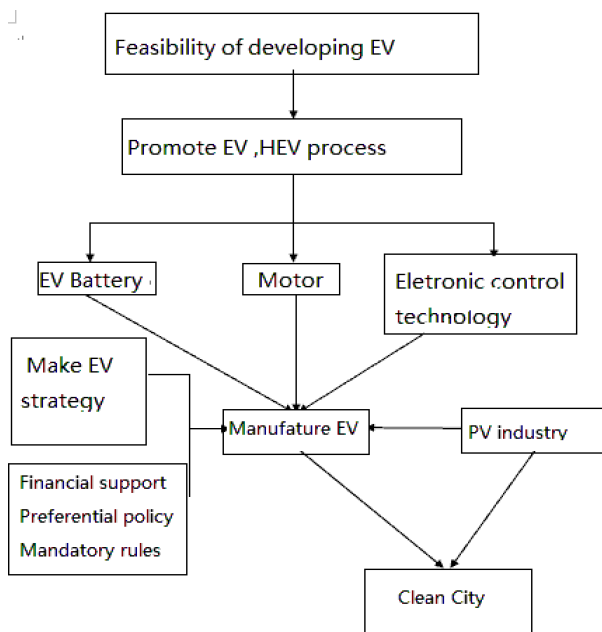 Feasibility of developing EV
Promote EV ,HEV process
EV Battery
Motor
Eletronic control
technology
Make EV
strategy
Manufature EV
PV industry
Financial support
Preferential policy
Mandatory rules
Clean City